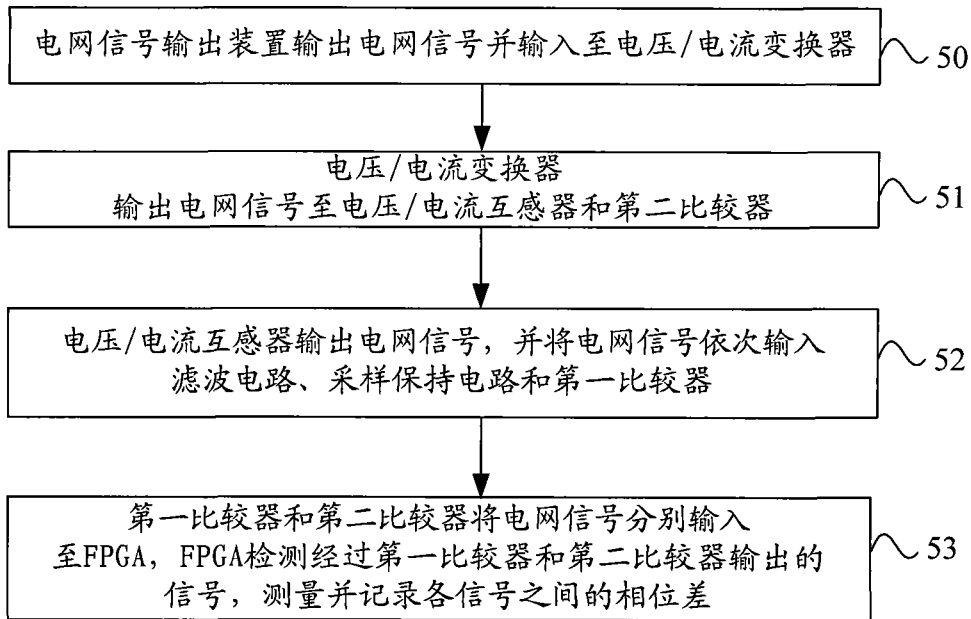 电网信号输出装置输出电网信号并输入至电压/电流变换器
50
电压/电流变换器
输出电网信号至电压/电流互感器和第二比较器
51
电压/电流互感器输出电网信号，并将电网信号依次输入
滤波电路、采样保持电路和第一比较器
52
第一比较器和第二比较器将电网信号分别输入
至FPGA，FPGA检测经过第一比较器和第二比较器输出的
信号，测量并记录各信号之间的相位差
53